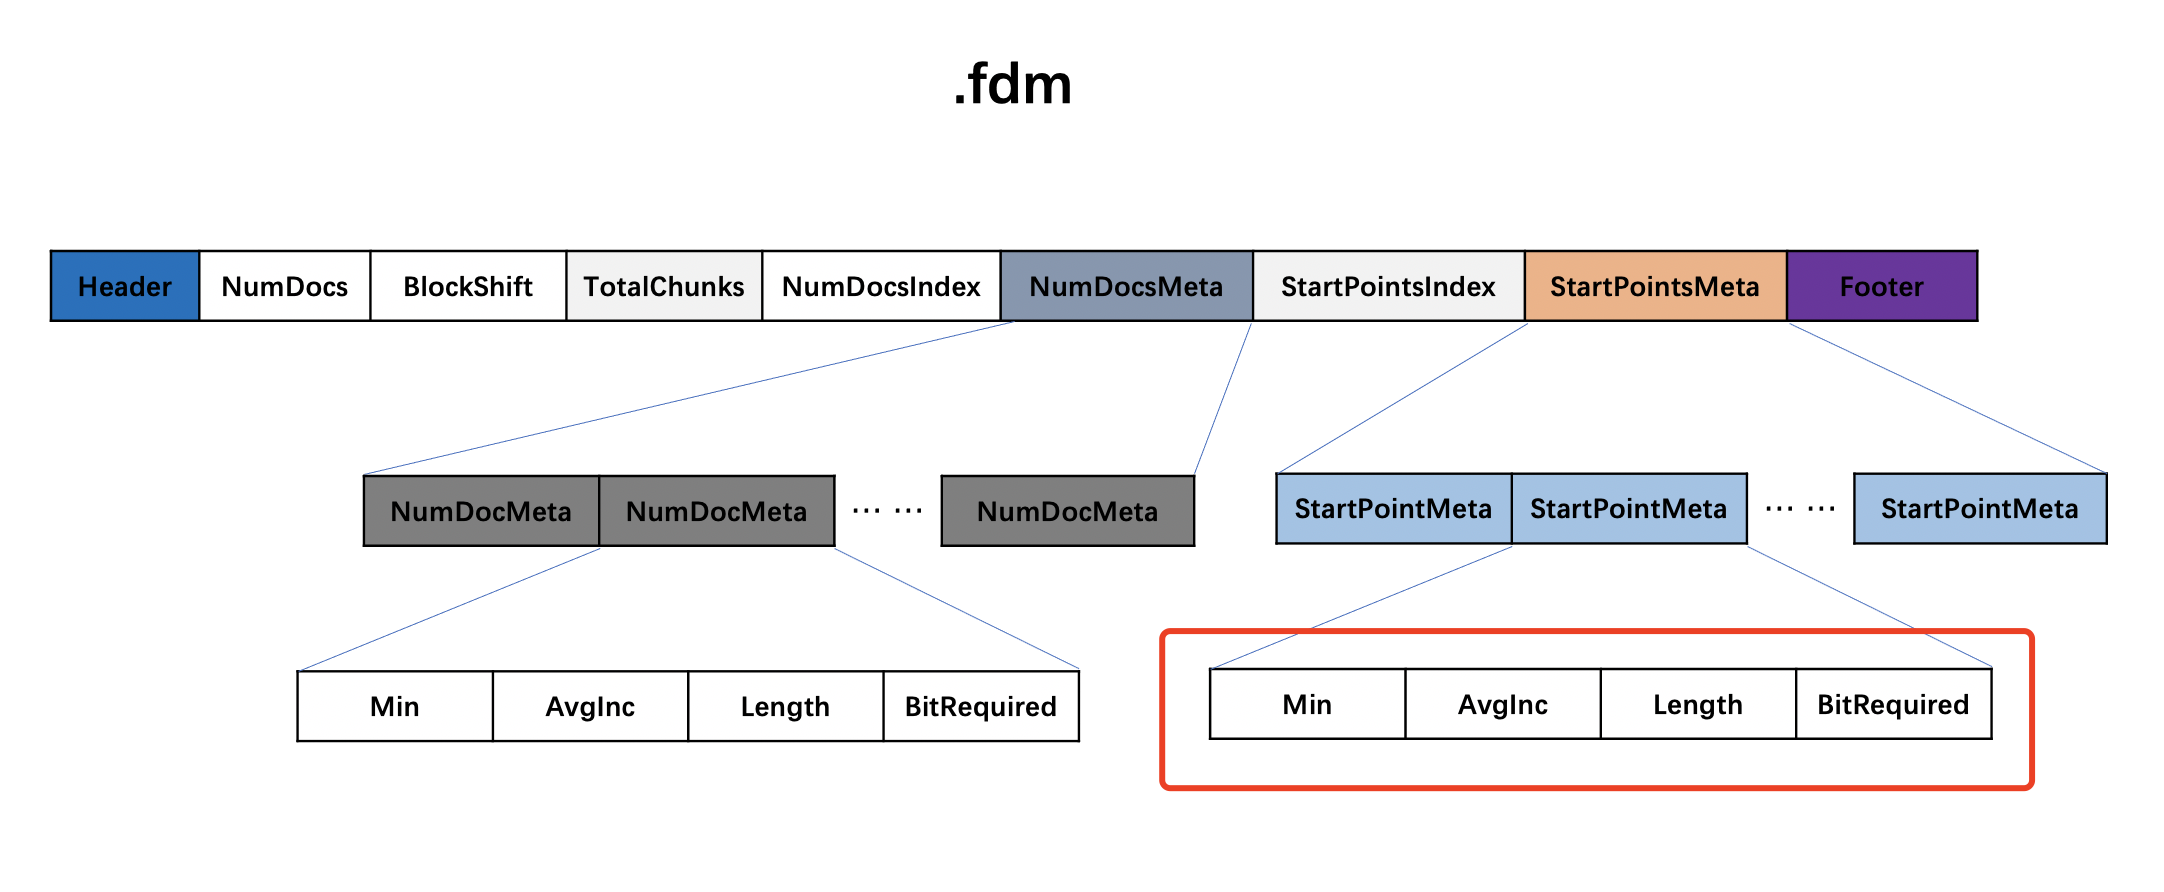 .fdm
Header NumDocs BlockShift TotalChunks NumDocsIndex NumDocsMeta StartPointsIndex StartPointsMeta Footer
NumDocMeta NumDocMeta ... ... NumDocMeta StartPointMeta StartPointMeta ... ... StartPointMeta
Min AvgInc Length BitRequired Min AvgInc Length BitRequired